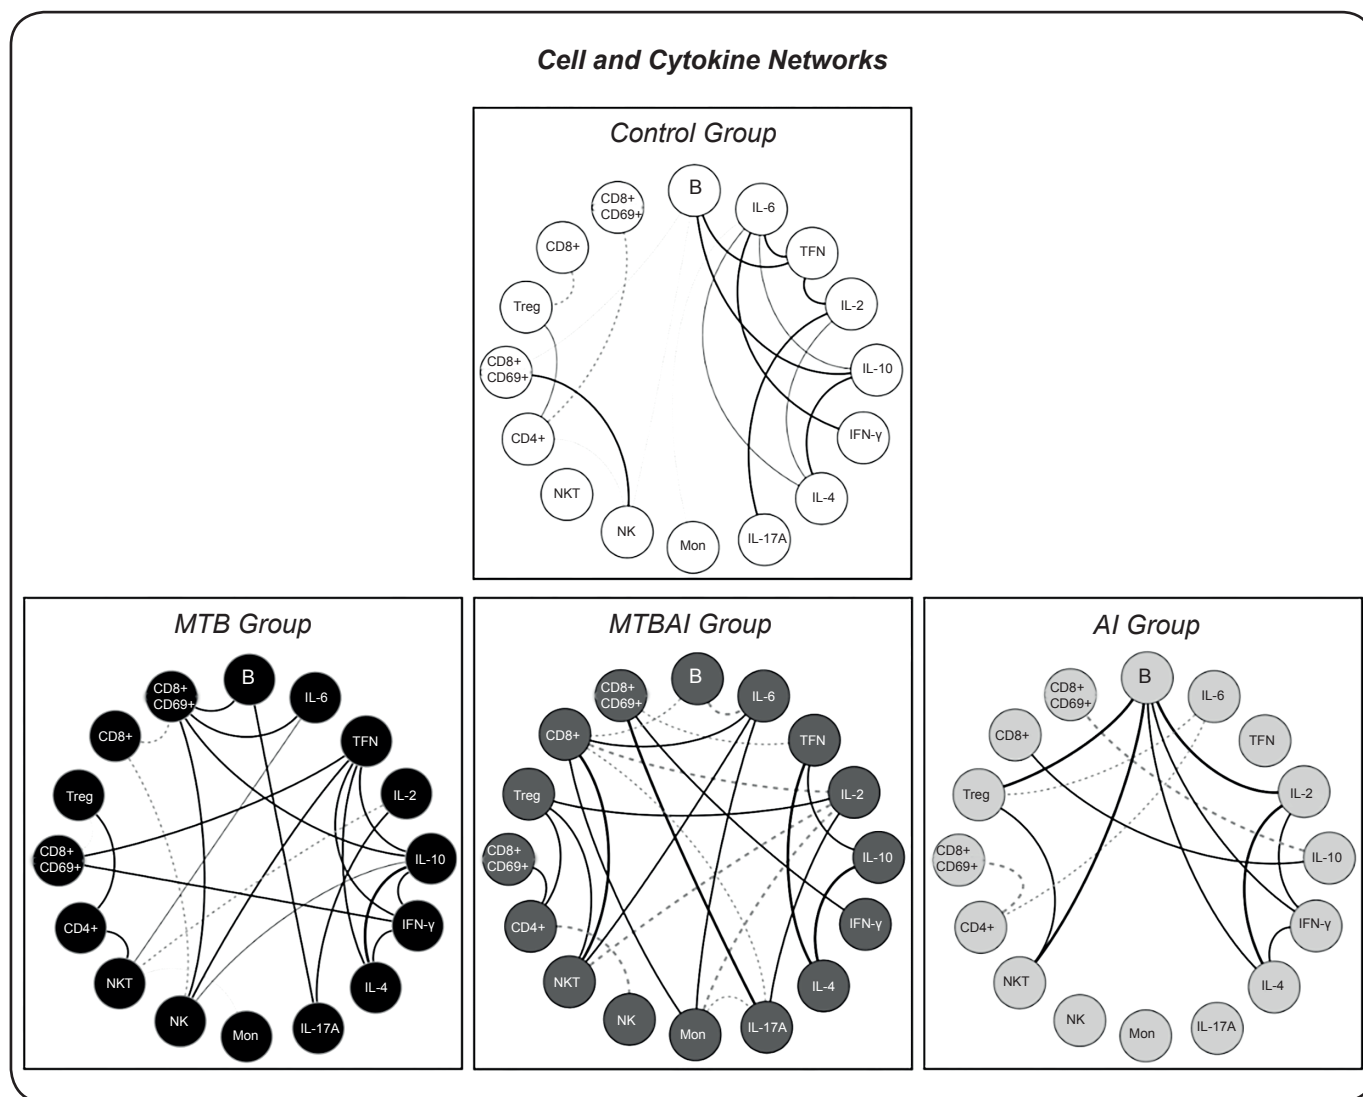 Cell and Cytokine Networks
Control Group
B
IL-6
TFN
IL-2
IL-10
IFN-γ
IL-4
IL-17A
Mon
NK
NKT
CD4+
CD8+
CD69+
Treg
CD8+
CD8+
CD69+
MTB Group
B
IL-6
TFN
IL-2
IL-10
IFN-γ
IL-4
IL-17A
Mon
NK
NKT
CD4+
CD8+
CD69+
Treg
CD8+
CD8+
CD69+
MTBAI Group
B
IL-6
TFN
IL-2
IL-10
IFN-γ
IL-4
IL-17A
Mon
NK
NKT
CD4+
CD8+
CD69+
Treg
CD8+
CD8+
CD69+
AI Group
B
IL-6
TFN
IL-2
IL-10
IFN-γ
IL-4
IL-17A
Mon
NK
NKT
CD4+
CD8+
CD69+
Treg
CD8+
CD8+
CD69+